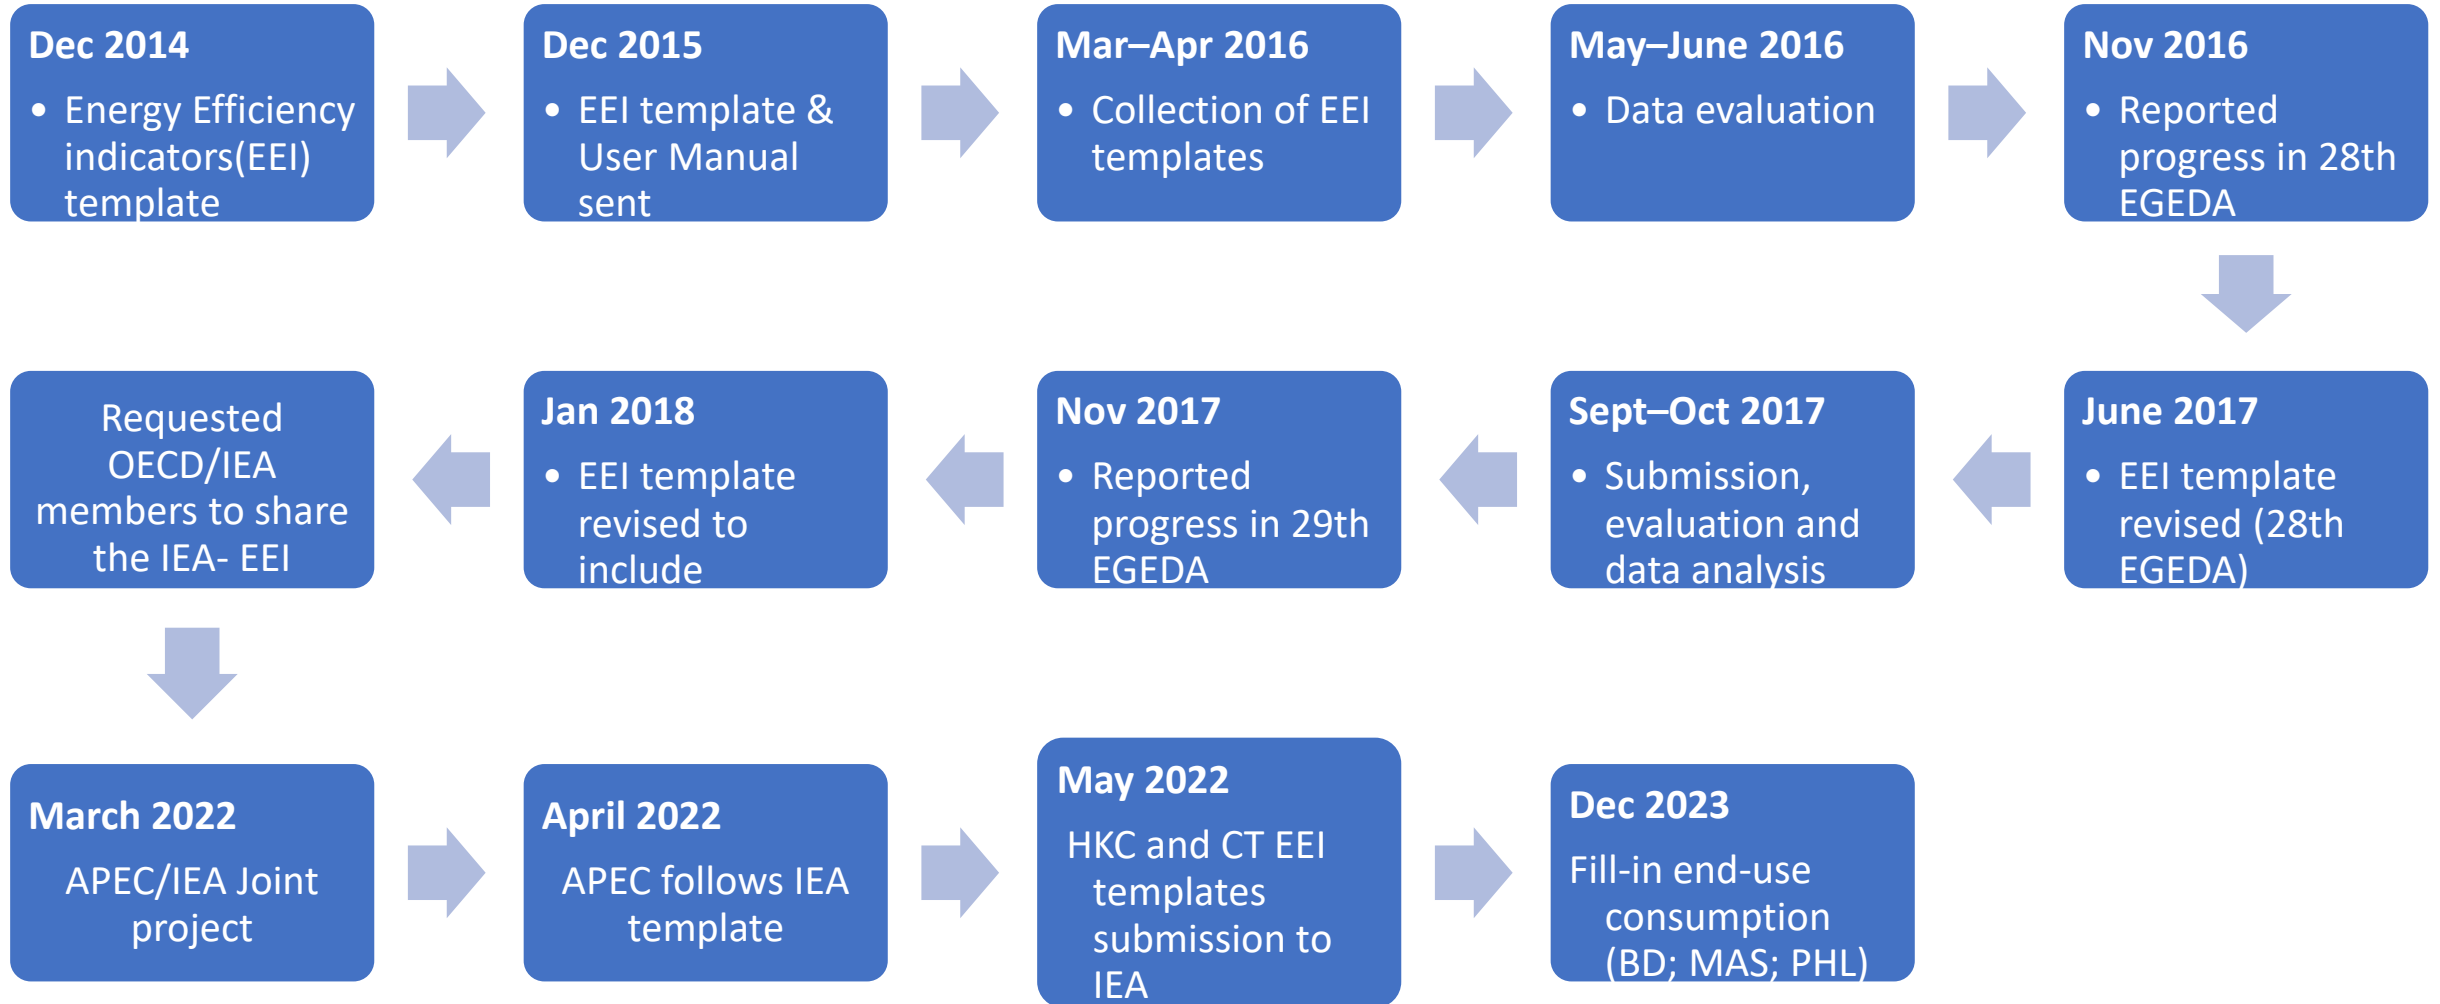 Dec 2014
• Energy Efficiency
indicators(EEI)
template
Dec 2015
• EEI template &
User Manual
sent
Mar–Apr 2016
• Collection of EEI
templates
May–June 2016
• Data evaluation
Nov 2016
• Reported
progress in 28th
EGEDA
June 2017
• EEI template
revised (28th
EGEDA)
Sept–Oct 2017
• Submission,
evaluation and
data analysis
Nov 2017
• Reported
progress in 29th
EGEDA
Jan 2018
• EEI template
revised to
include
Requested
OECD/IEA
members to share
the IEA- EEI
March 2022
APEC/IEA Joint
project
April 2022
APEC follows IEA
template
May 2022
HKC and CT EEI
templates
submission to
IEA
Dec 2023
Fill-in end-use
consumption
(BD; MAS; PHL)